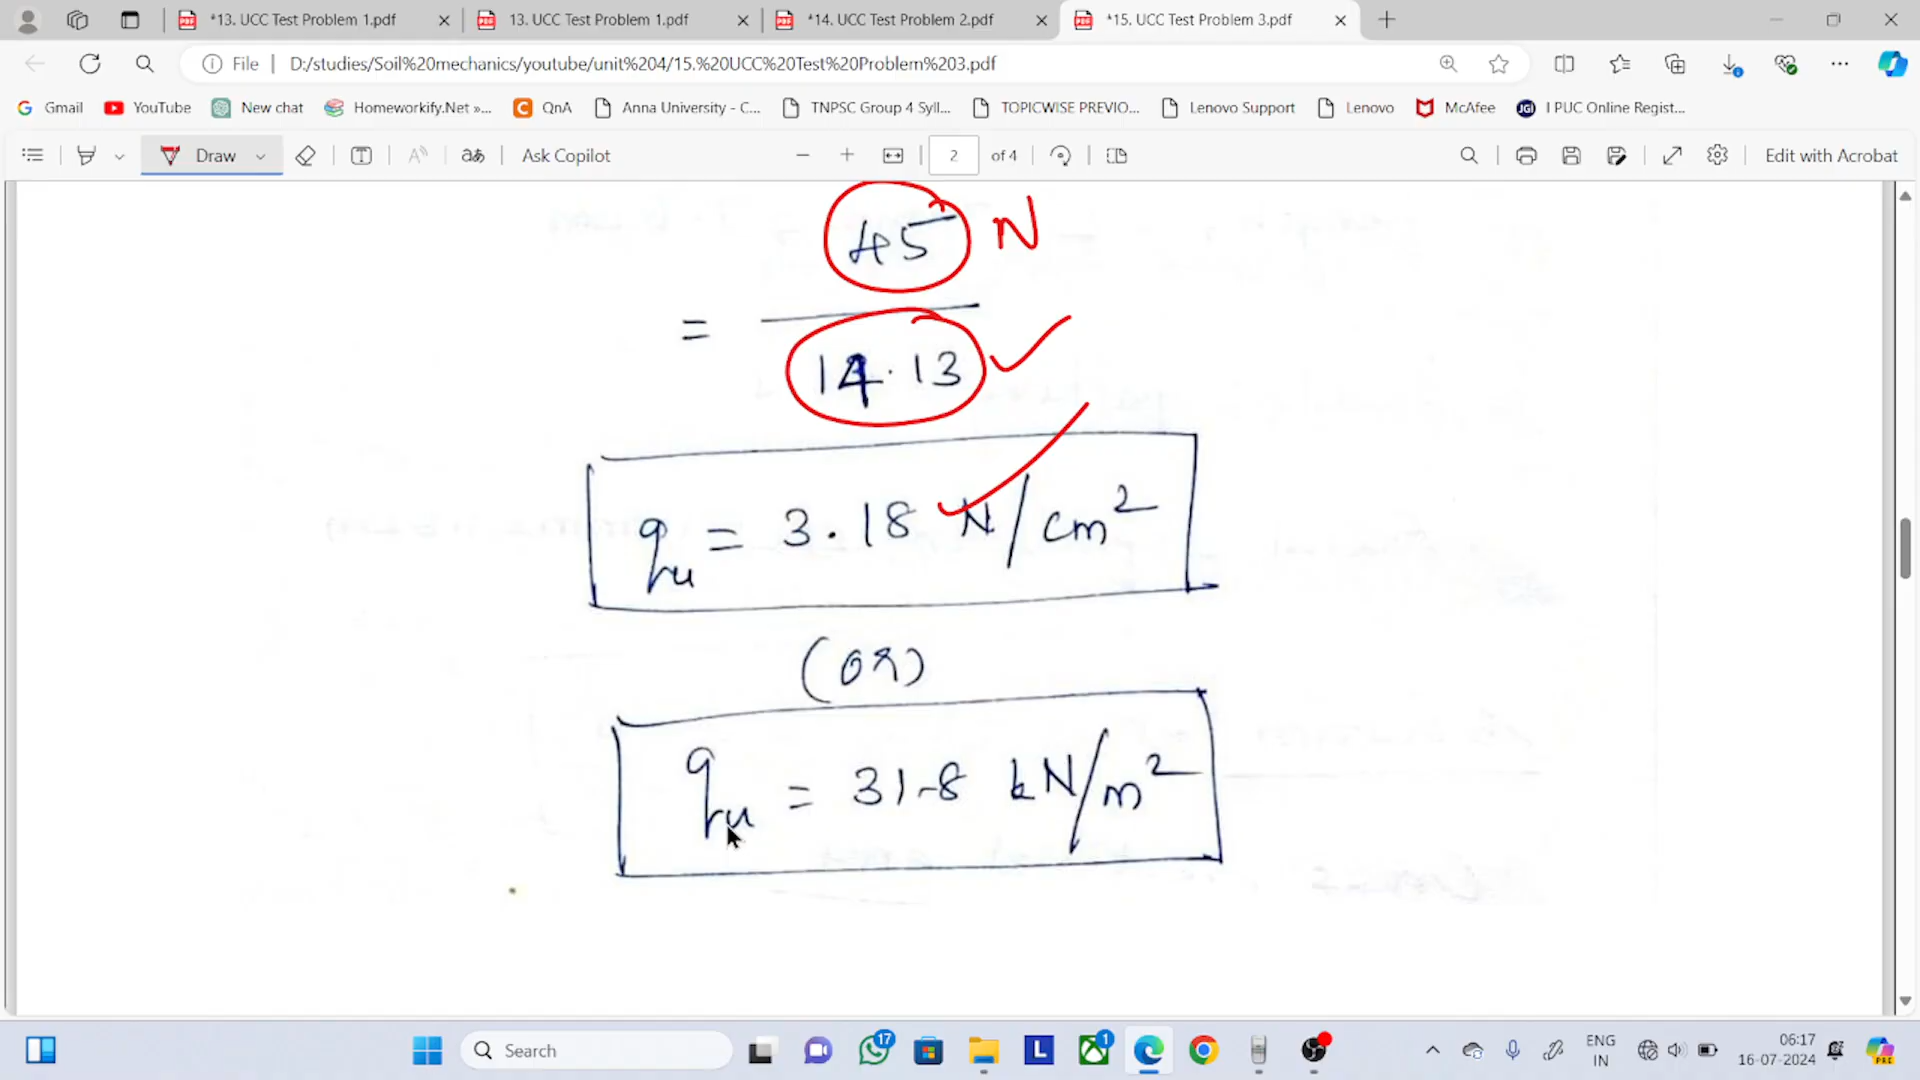 *13. UCC Test Problem 1.pdf
13. UCC Test Problem 1.pdf
*14. UCC Test Problem 2.pdf
*15. UCC Test Problem 3.pdf
File
D:/studies/Soil%20mechanics/youtube/unit%204/15.%20UCC%20Test%20Problem%203.pdf
Gmail
YouTube
New chat
Homeworkify.Net »...
QnA
Anna University - C...
TNPSC Group 4 Syll...
TOPICWISE PREVIO...
Lenovo Support
Lenovo
McAfee
I PUC Online Regist...
Draw
Ask Copilot
2 of 4
Edit with Acrobat
45 N
=
14.13
qu = 3.18 N/cm²
(or)
qu = 31.8 kN/m²
Search
17
1
ENG
IN
06:17
16-07-2024